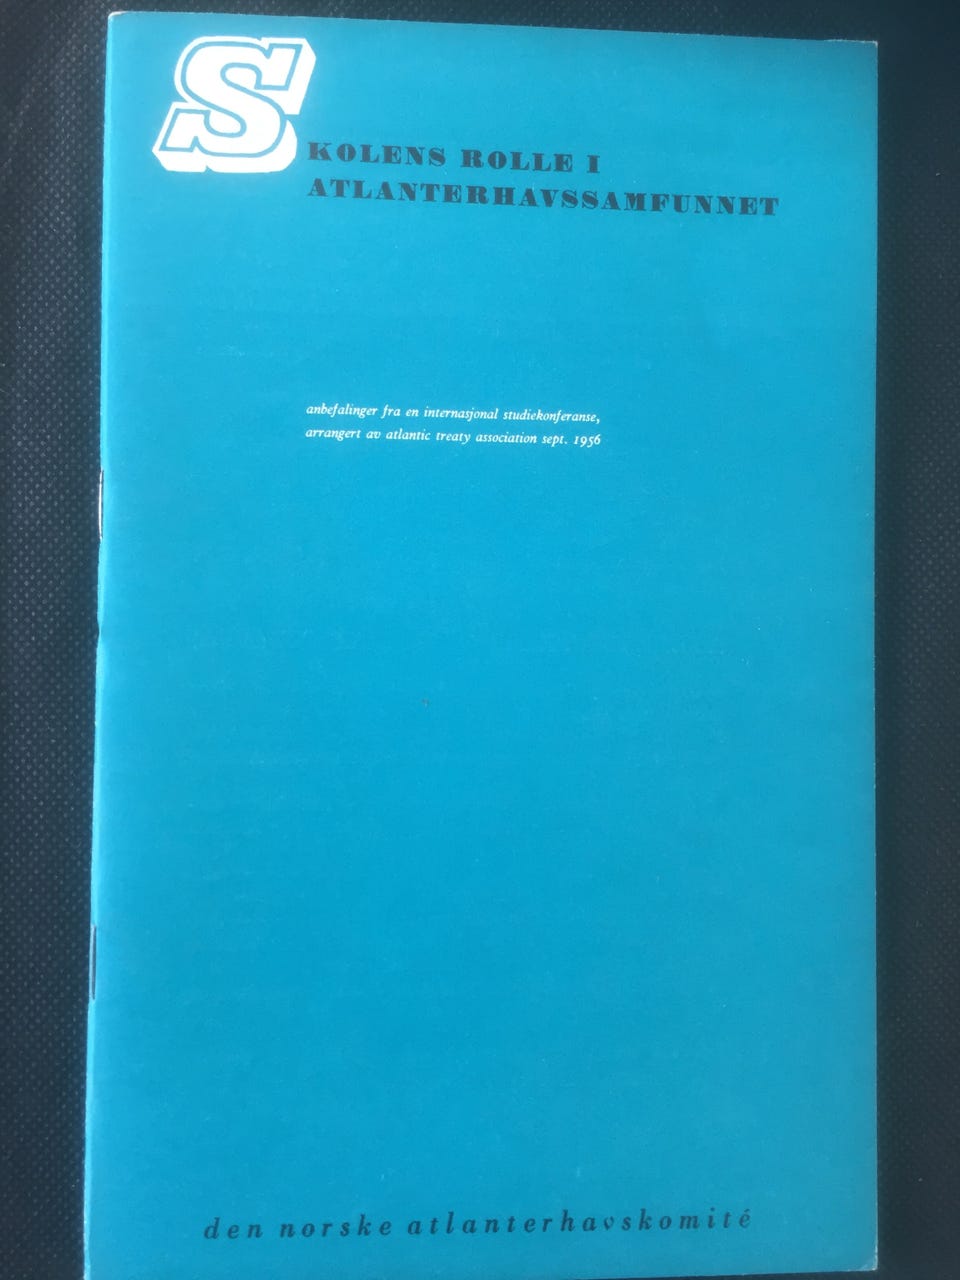 SKOLENS ROLLE I
ATLANTERHAVSSAMFUNNET
anbefalinger fra en internasjonal studiekonferanse,
arrangert av atlantic treaty association sept. 1956
den norske atlanterhavskomité